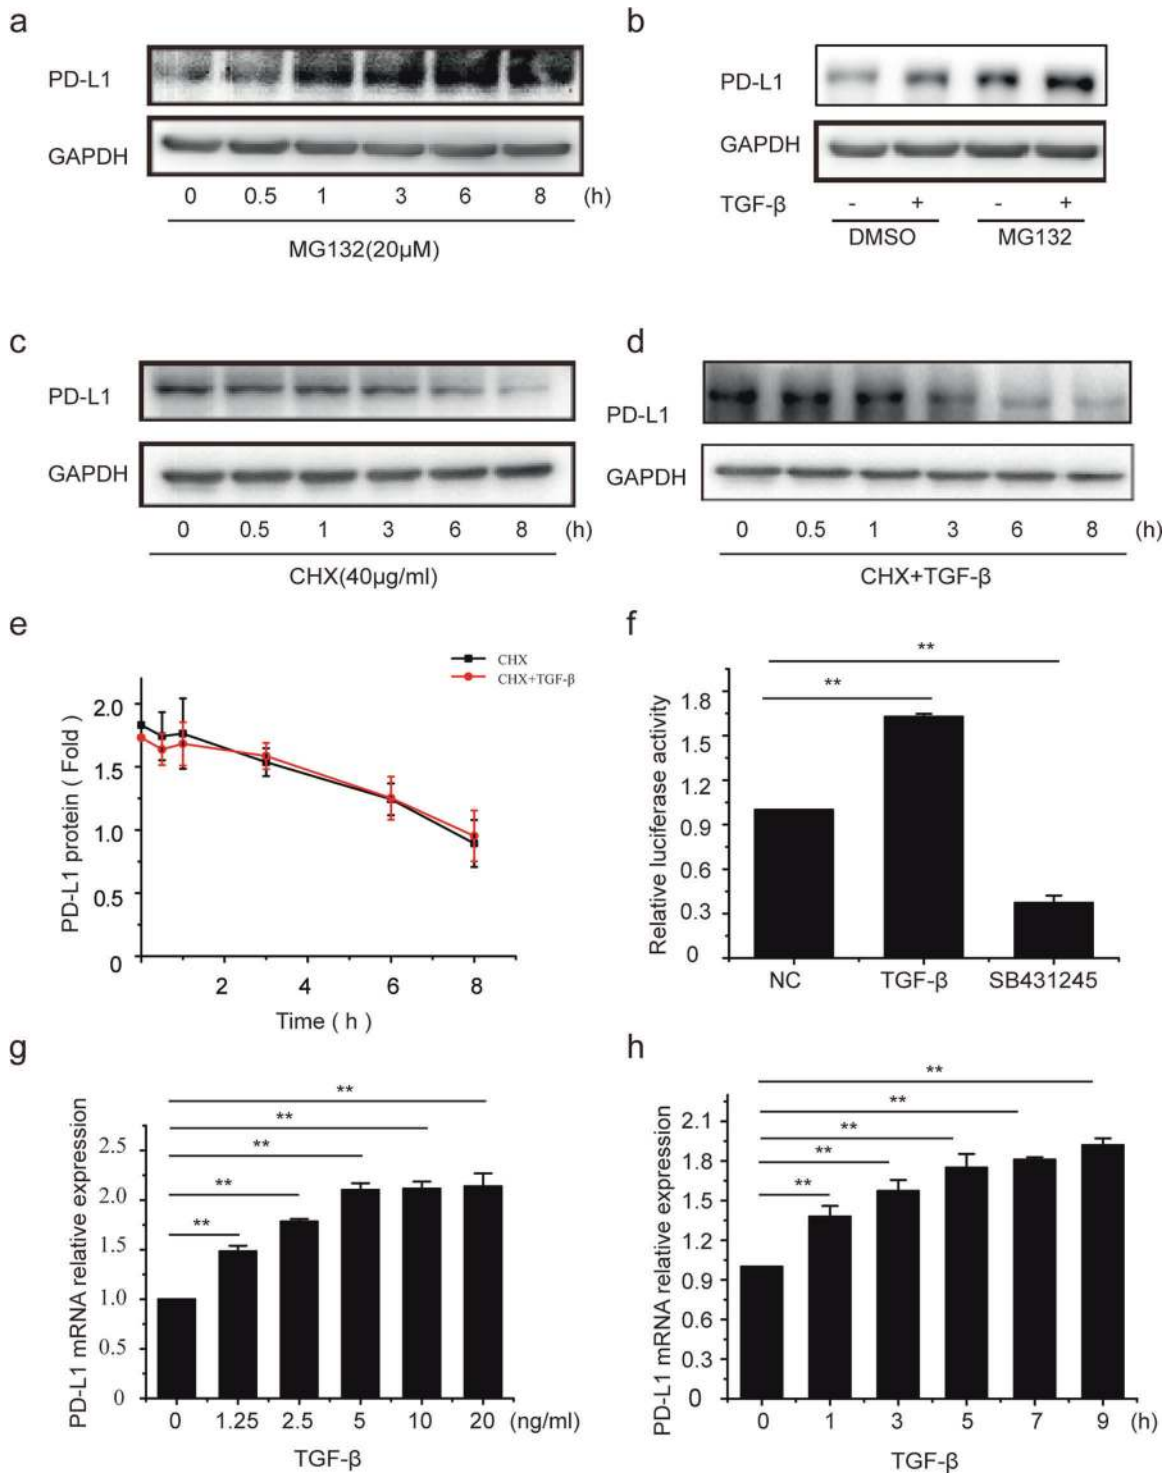 a
PD-L1
GAPDH
0 0.5 1 3 6 8 (h)
MG132(20μM)
b
PD-L1
GAPDH
TGF-β - + - +
DMSO MG132
c
PD-L1
GAPDH
0 0.5 1 3 6 8 (h)
CHX(40μg/ml)
d
PD-L1
GAPDH
0 0.5 1 3 6 8 (h)
CHX+TGF-β
e
CHX
CHX+TGF-β
PD-L1 protein ( Fold )
2.0
1.5
1.0
0.5
0
2 4 6 8
Time ( h )
f
**
**
Relative luciferase activity
1.8
1.5
1.2
0.9
0.6
0.3
0
NC TGF-β SB431245
g
**
**
**
**
**
PD-L1 mRNA relative expression
2.5
2.0
1.5
1.0
0.5
0
0 1.25 2.5 5 10 20 (ng/ml)
TGF-β
h
**
**
**
**
**
PD-L1 mRNA relative expression
2.1
1.8
1.5
1.2
0.9
0.6
0.3
0
0 1 3 5 7 9 (h)
TGF-β